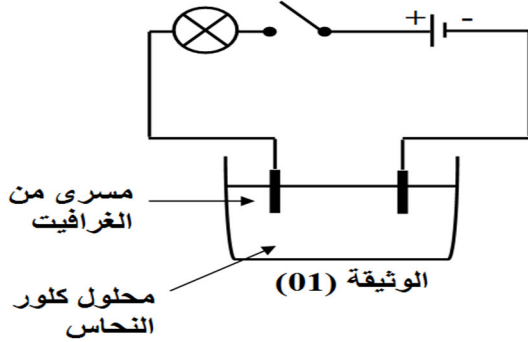 + -
مسرى من
الغرافيت
الوثيقة (01)
محلول كلور
النحاس